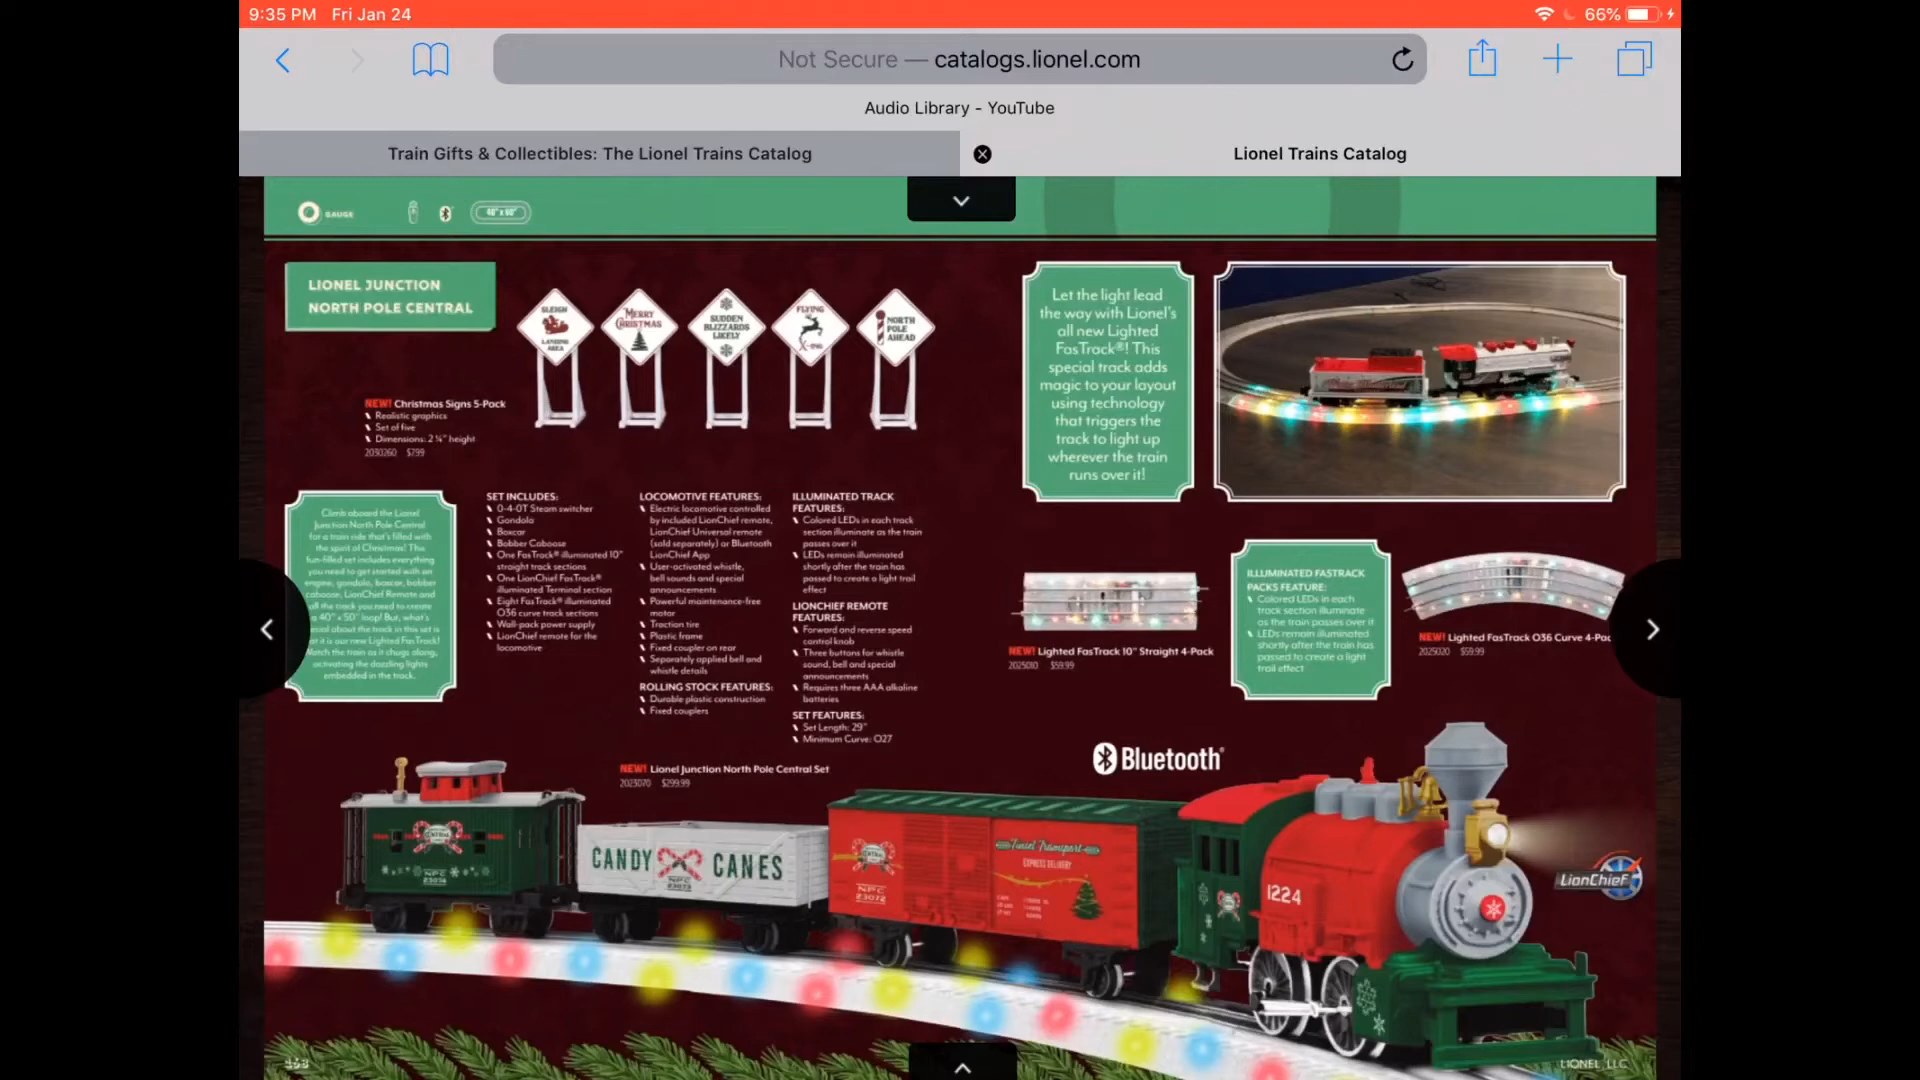 9:35 PM Fri Jan 24
66%
Not Secure — catalogs.lionel.com
Audio Library - YouTube
Train Gifts & Collectibles: The Lionel Trains Catalog
Lionel Trains Catalog
GAUGE
40" x 60"
LIONEL JUNCTION
NORTH POLE CENTRAL
SLEIGH
LANDING
AREA
MERRY
CHRISTMAS
SUDDEN
BLIZZARDS
LIKELY
FLYING
X-ING
NORTH
POLE
AHEAD
NEW! Christmas Signs 5-Pack
Realistic graphics
Set of five
Dimensions: 2 ¼" height
2030260 $7.99
Let the light lead
the way with Lionel's
all new Lighted
FasTrack®! This
special track adds
magic to your layout
using technology
that triggers the
track to light up
wherever the train
runs over it!
Climb aboard the Lionel
Junction North Pole Central
for a train ride that's filled with
the spirit of Christmas! This
fun-filled set includes everything
you need to get started with an
engine, gondola, boxcar, bobber
caboose, LionChief Remote and
all the track you need to create
a 40" x 50" loop! But, what's
special about the track in this set is
that it is our new Lighted FasTrack!
Watch the train as it chugs along,
activating the dazzling lights
embedded in the track.
SET INCLUDES:
0-4-0T Steam switcher
Gondola
Boxcar
Bobber Caboose
One FasTrack® illuminated 10"
straight track sections
One LionChief FasTrack®
illuminated Terminal section
Eight FasTrack® illuminated
O36 curve track sections
Wall-pack power supply
LionChief remote for the
locomotive
LOCOMOTIVE FEATURES:
Electric locomotive controlled
by included LionChief remote,
LionChief Universal remote
(sold separately) or Bluetooth
LionChief App
User-activated whistle,
bell sounds and special
announcements
Powerful maintenance-free
motor
Traction tire
Plastic frame
Fixed coupler on rear
Separately applied bell and
whistle details
ROLLING STOCK FEATURES:
Durable plastic construction
Fixed couplers
ILLUMINATED TRACK
FEATURES:
Colored LEDs in each track
section illuminate as the train
passes over it
LEDs remain illuminated
shortly after the train has
passed to create a light trail
effect
LIONCHIEF REMOTE
FEATURES:
Forward and reverse speed
control knob
Three buttons for whistle
sound, bell and special
announcements
Requires three AAA alkaline
batteries
SET FEATURES:
Set Length: 29"
Minimum Curve: O27
NEW! Lighted FasTrack 10" Straight 4-Pack
2025010 $59.99
ILLUMINATED FASTRACK
PACKS FEATURE:
Colored LEDs in each
track section illuminate
as the train passes over it
LEDs remain illuminated
shortly after the train has
passed to create a light
trail effect
NEW! Lighted FasTrack O36 Curve 4-Pac
2025020 $59.99
NEW! Lionel Junction North Pole Central Set
2023070 $299.99
Bluetooth®
CENTRAL
NPC
23074
CANDY CANES
NPC
23073
CENTRAL
NPC
23072
Tinsel Transport
EXPRESS DELIVERY
1224
LionChief
168
LIONEL LLC